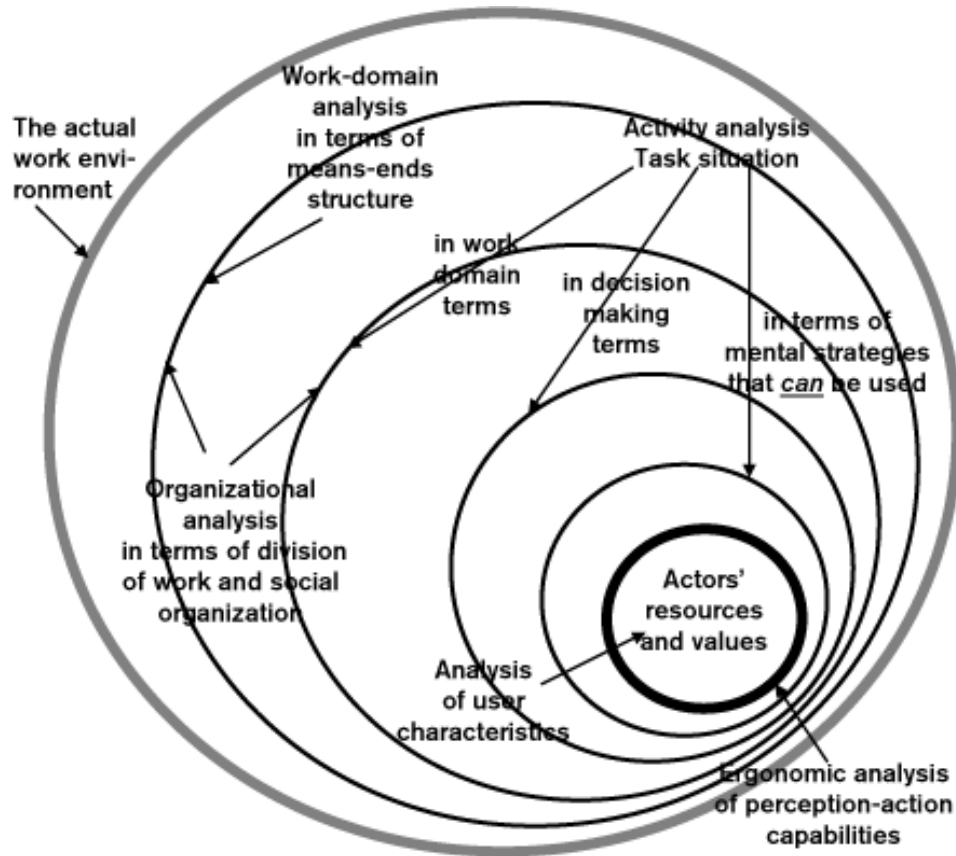 Work-domain
analysis
in terms of
means-ends
structure
The actual
work envi-
ronment
Activity analysis
Task situation
in work
domain
terms
in decision
making
terms
in terms of
mental strategies
that can be used
Organizational
analysis
in terms of division
of work and social
organization
Actors’
resources
and values
Analysis
of user
characteristics
Ergonomic analysis
of perception-action
capabilities